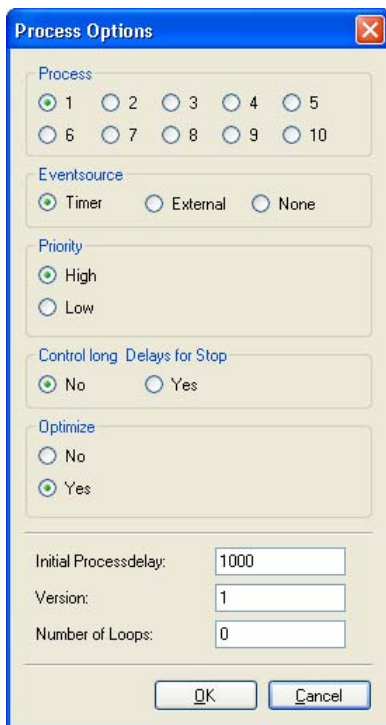 Process Options
Process
1 2 3 4 5
6 7 8 9 10
Eventsource
Timer External None
Priority
High
Low
Control long Delays for Stop
No Yes
Optimize
No
Yes
Initial Processdelay: 1000
Version: 1
Number of Loops: 0
OK Cancel